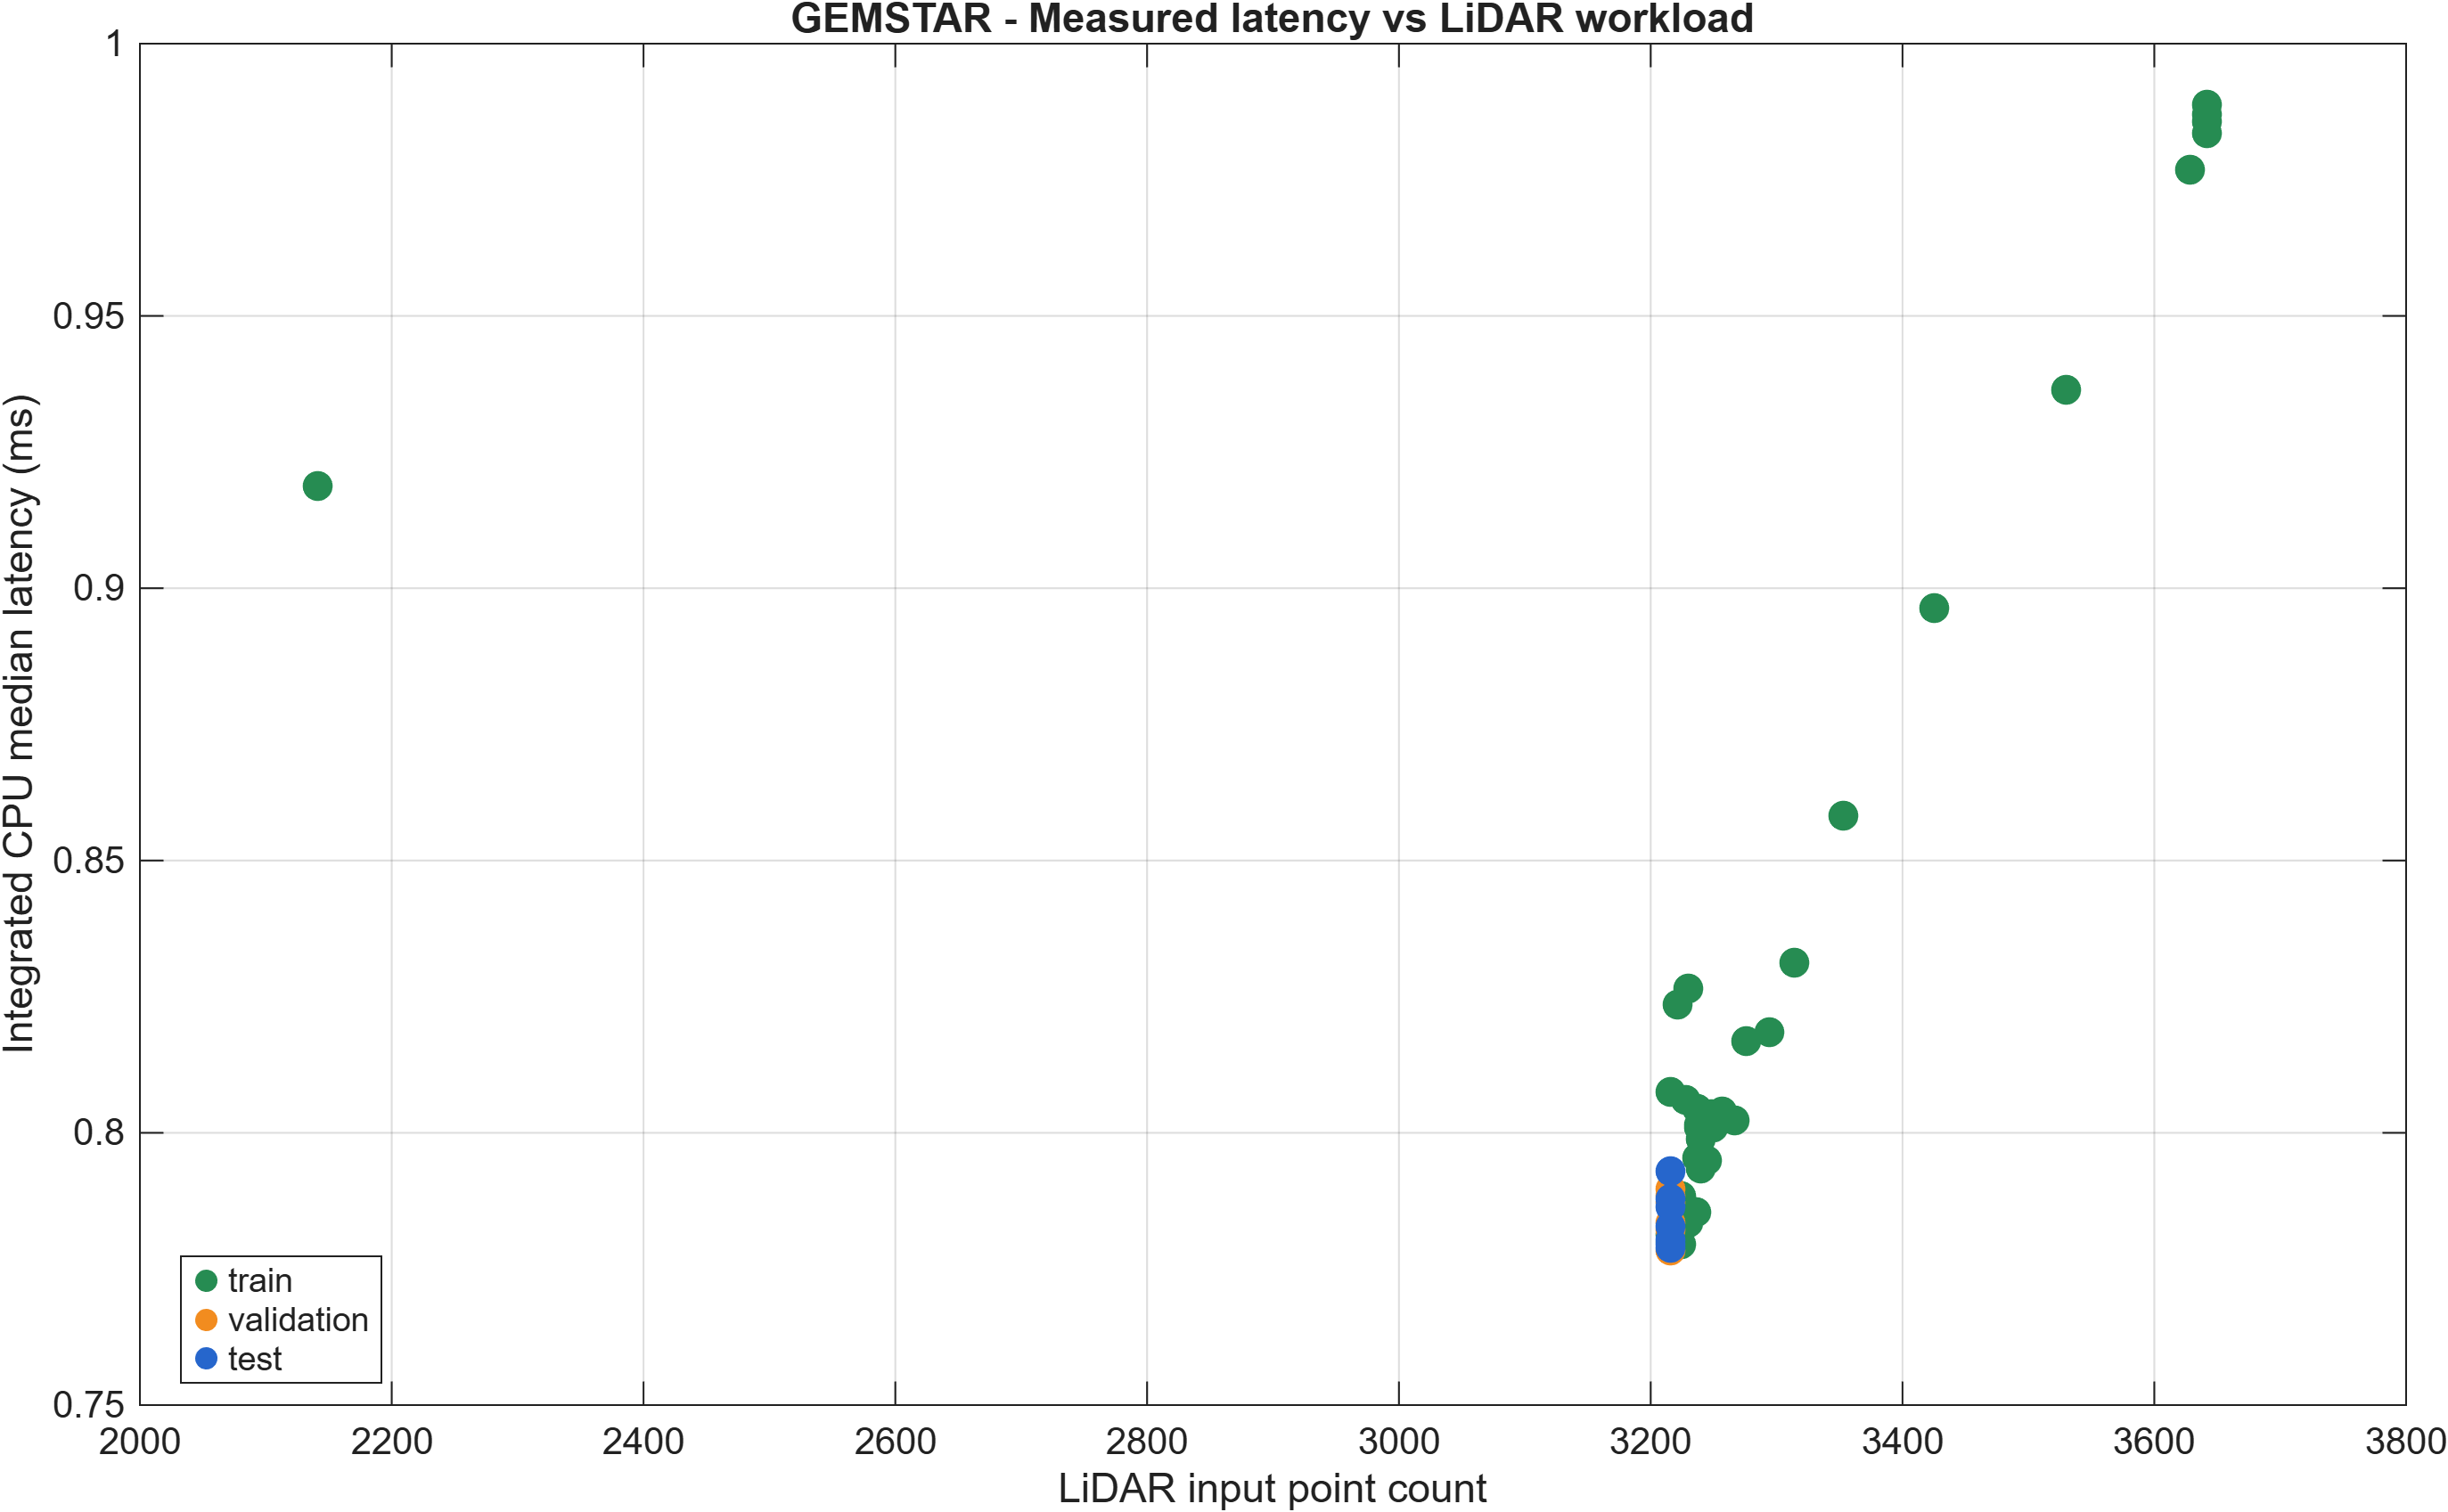 GEMSTAR - Measured latency vs LiDAR workload
Integrated CPU median latency (ms)
1
0.95
0.9
0.85
0.8
0.75
train
validation
test
2000 2200 2400 2600 2800 3000 3200 3400 3600 3800
LiDAR input point count